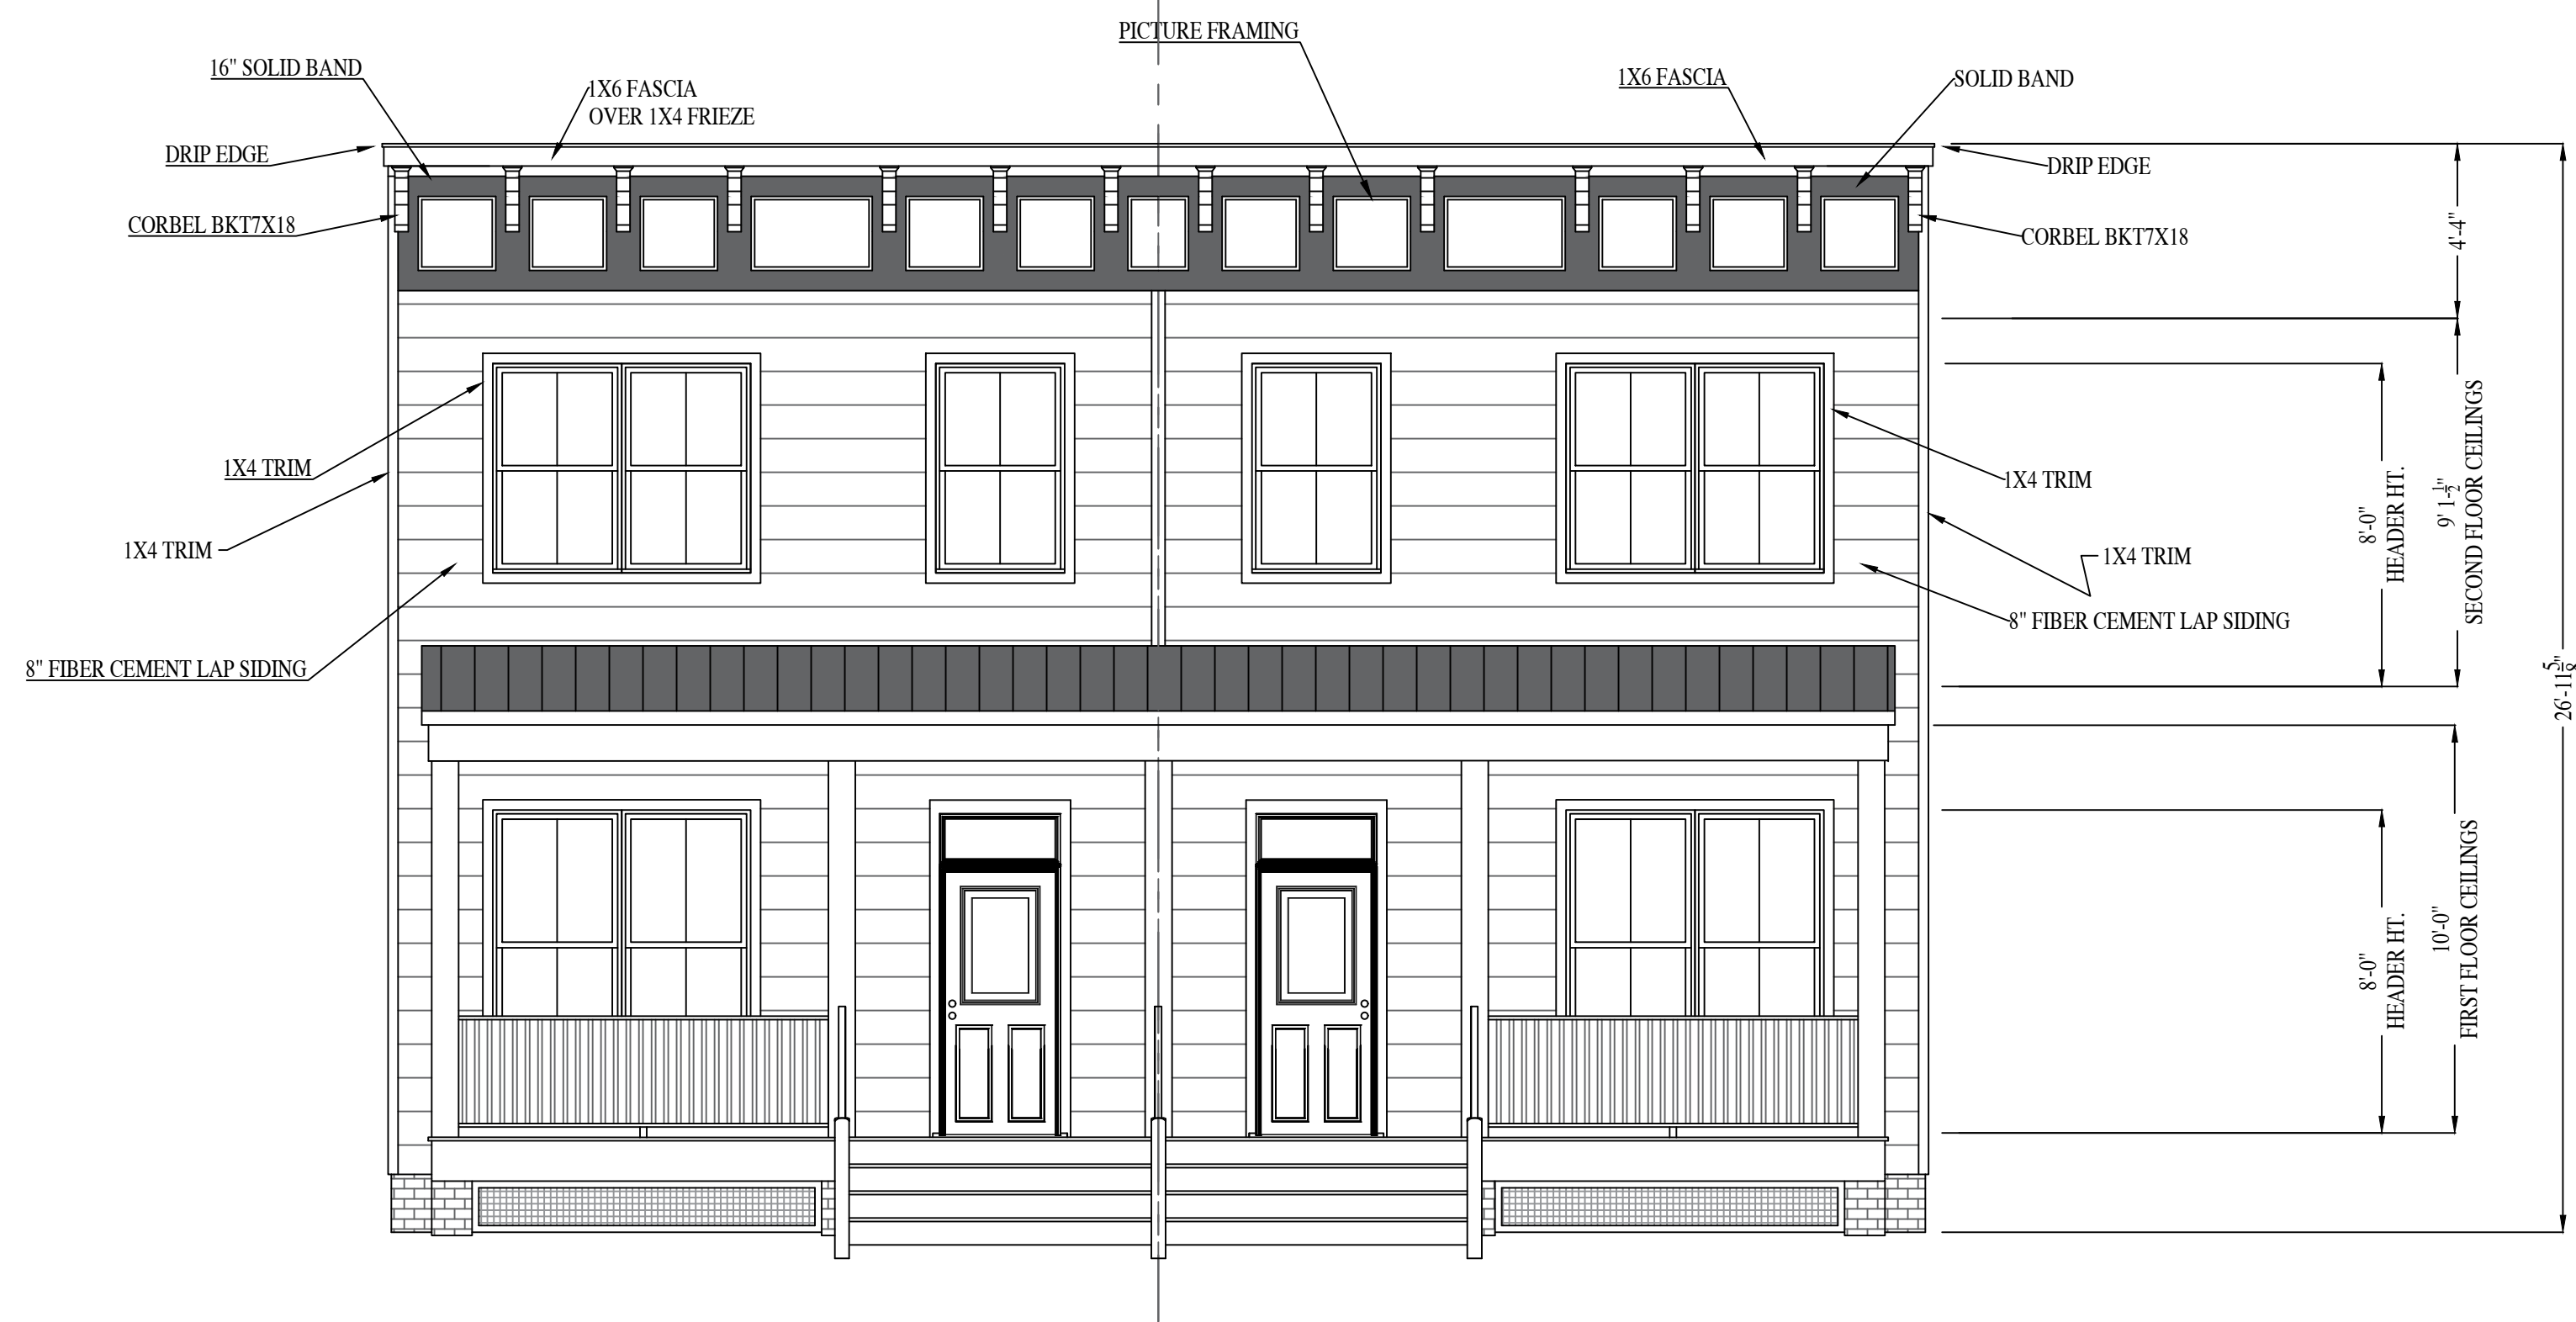 PICTURE FRAMING
16" SOLID BAND
1X6 FASCIA
OVER 1X4 FRIEZE
1X6 FASCIA
SOLID BAND
DRIP EDGE
DRIP EDGE
CORBEL BKT7X18
CORBEL BKT7X18
4'-4"
1X4 TRIM
1X4 TRIM
1X4 TRIM
1X4 TRIM
8" FIBER CEMENT LAP SIDING
8" FIBER CEMENT LAP SIDING
8'-0"
HEADER HT.
9' 1-1/2"
SECOND FLOOR CEILINGS
26'-11 5/8"
8'-0"
HEADER HT.
10'-0"
FIRST FLOOR CEILINGS